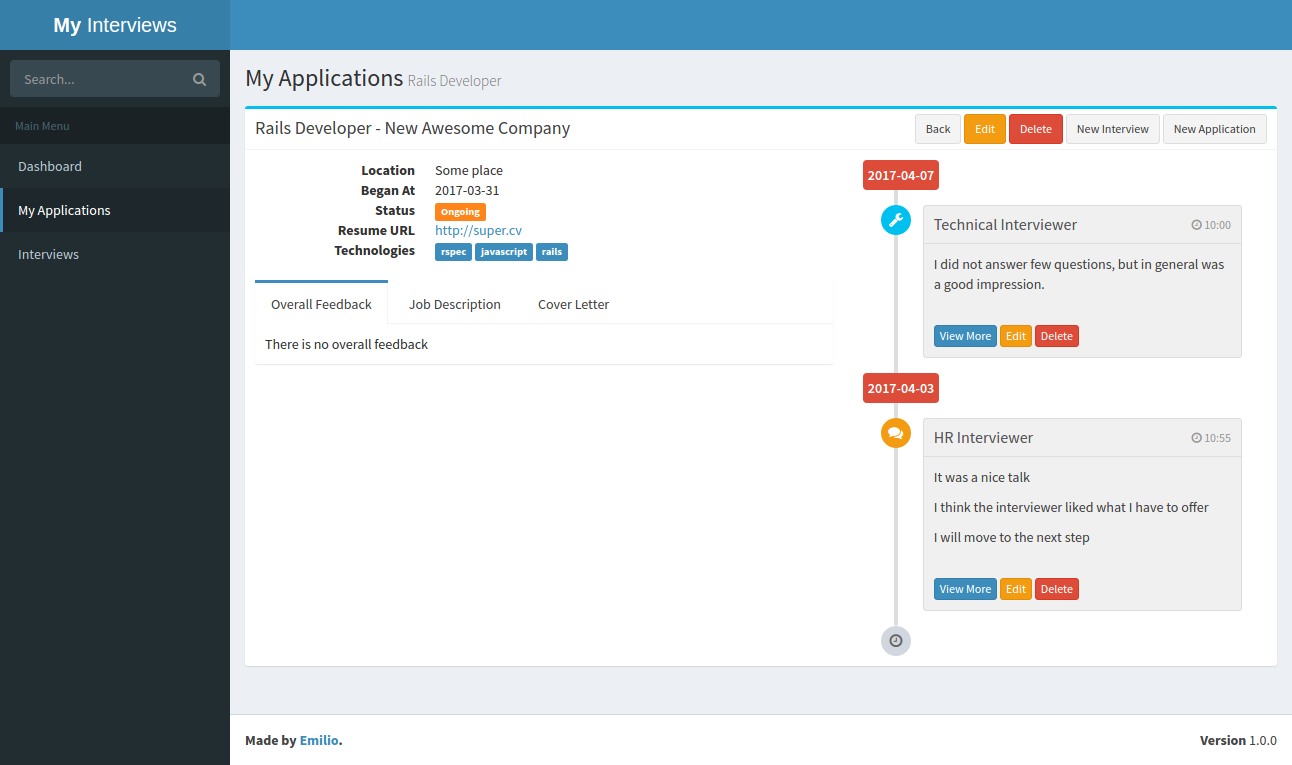 My Interviews
Search...
Main Menu
Dashboard
My Applications
Interviews
My Applications Rails Developer
Rails Developer - New Awesome Company
Back Edit Delete New Interview New Application
Location Some place
Began At 2017-03-31
Status Ongoing
Resume URL http://super.cv
Technologies rspec javascript rails
Overall Feedback Job Description Cover Letter
There is no overall feedback
2017-04-07
Technical Interviewer 10:00
I did not answer few questions, but in general was
a good impression.
View More Edit Delete
2017-04-03
HR Interviewer 10:55
It was a nice talk
I think the interviewer liked what I have to offer
I will move to the next step
View More Edit Delete
Made by Emilio. Version 1.0.0